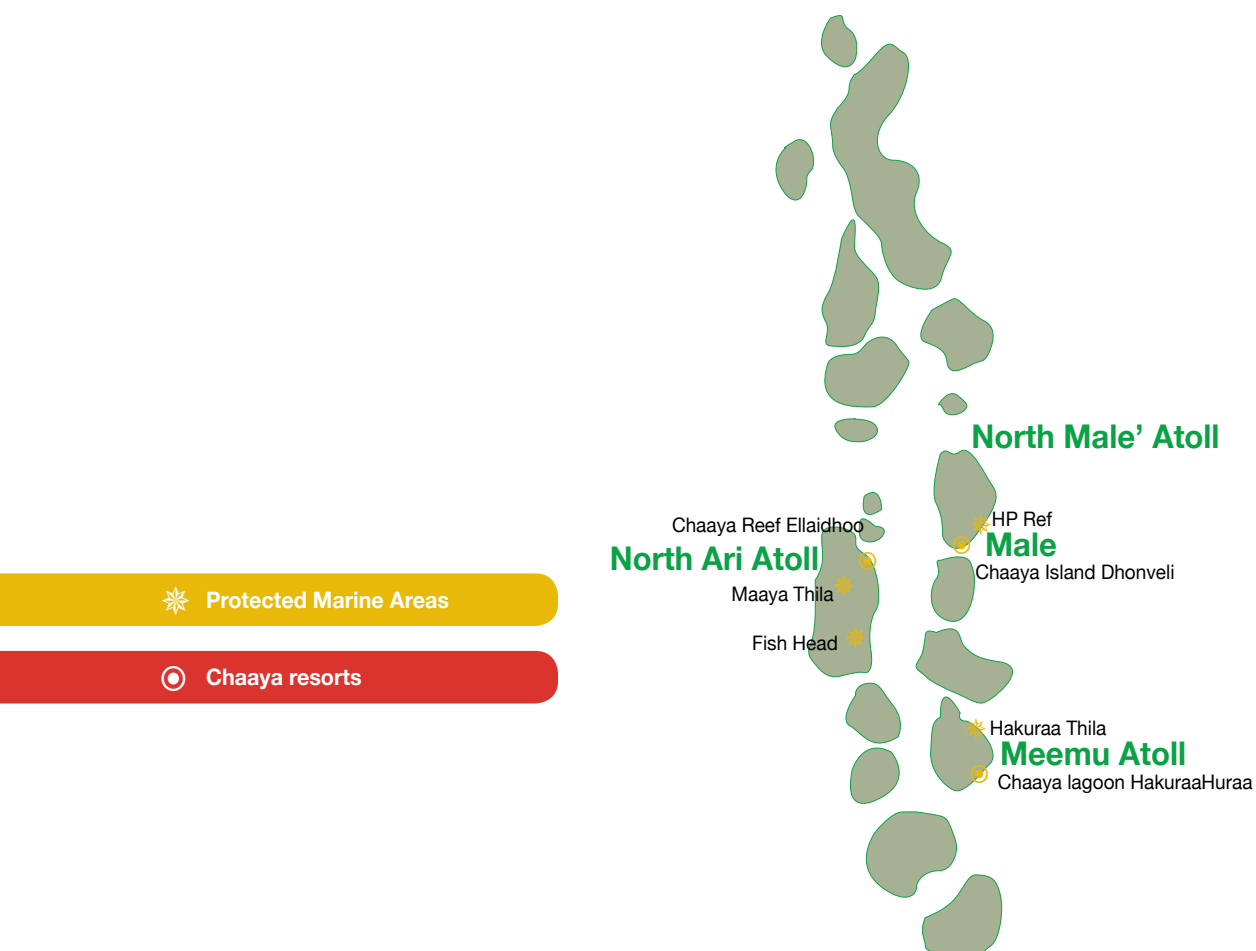 North Male’ Atoll
HP Ref
Male
Chaaya Island Dhonveli
Chaaya Reef Ellaidhoo
North Ari Atoll
Maaya Thila
Fish Head
Protected Marine Areas
Chaaya resorts
Hakuraa Thila
Meemu Atoll
Chaaya lagoon HakuraaHuraa